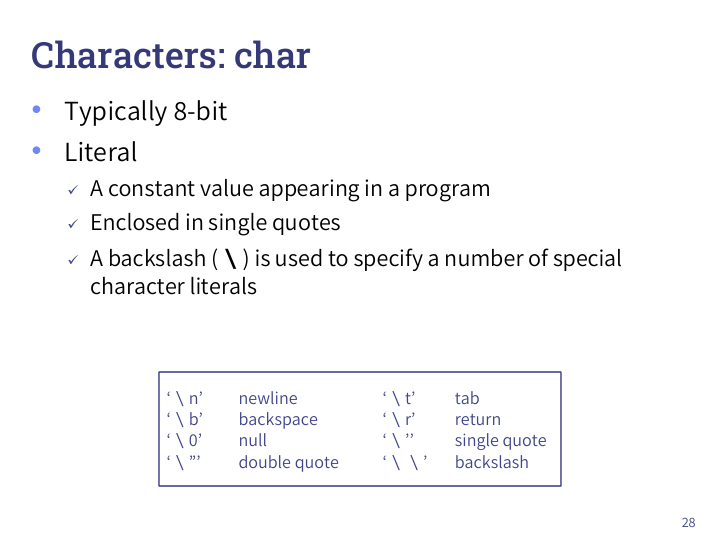 Characters: char
• Typically 8-bit
• Literal
✓ A constant value appearing in a program
✓ Enclosed in single quotes
✓ A backslash ( \ ) is used to specify a number of special
character literals
‘ \ n’ newline ‘ \ t’ tab
‘ \ b’ backspace ‘ \ r’ return
‘ \ 0’ null ‘ \ ’’ single quote
‘ \ ”’ double quote ‘ \ \ ’ backslash
28